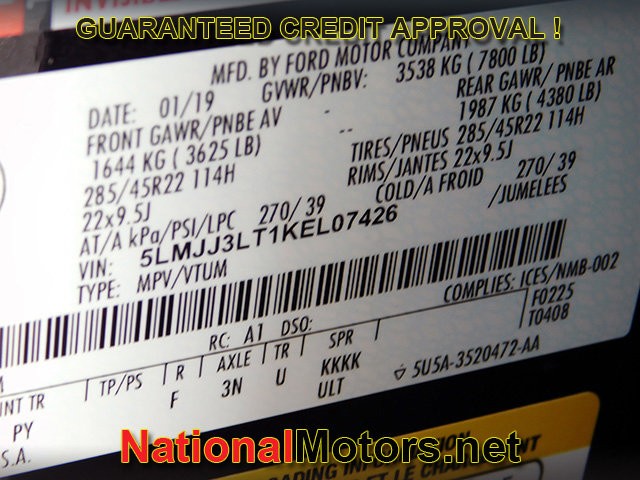 INVISIBLE
GUARANTEED CREDIT APPROVAL !
MFD. BY FORD MOTOR COMPANY
DATE: 01/19 GVWR/PNBV: 3538 KG ( 7800 LB)
FRONT GAWR/PNBE AV - REAR GAWR/ PNBE AR
1644 KG ( 3625 LB) -- 1987 KG ( 4380 LB)
285/45R22 114H TIRES/PNEUS 285/45R22 114H
22x9.5J RIMS/JANTES 22x9.5J
AT/A kPa/PSI/LPC 270/ 39 COLD/A FROID 270/ 39
VIN: 5LMJJ3LT1KEL07426 /JUMELEES
TYPE: MPV/VTUM
COMPLIES: ICES/NMB-002
F0225
T0408
RC: A1 DSO:
TP/PS R AXLE TR SPR
F 3N U KKKK
ULT
5U5A-3520472-AA
NT TR
PY
S.A.
NationalMotors.net